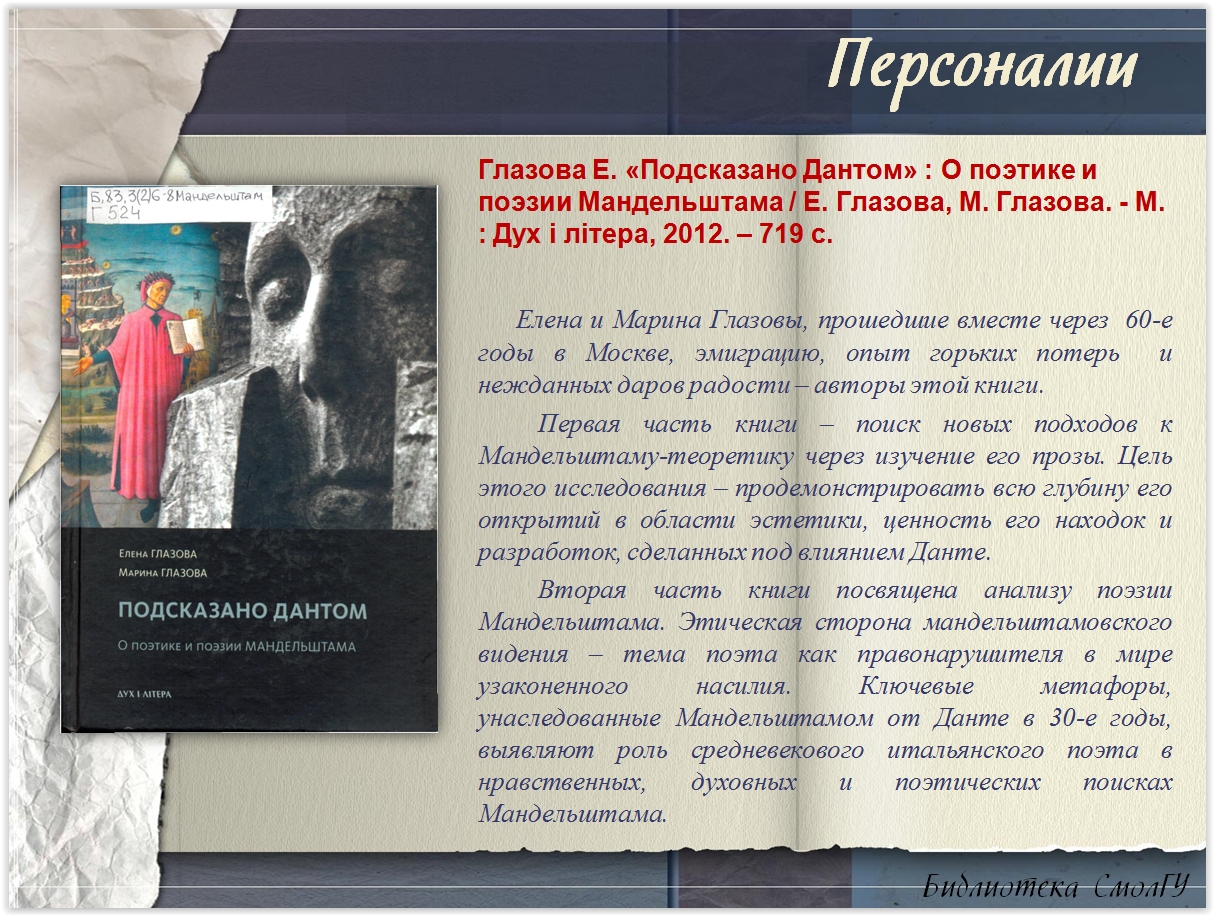 Персоналии
Глазова Е. «Подсказано Дантом» : О поэтике и
поэзии Мандельштама / Е. Глазова, М. Глазова. - М.
: Дух і літера, 2012. – 719 с.
Б,83,3(2)6-8Мандельштам
Г 524
Елена ГЛАЗОВА
Марина ГЛАЗОВА
ПОДСКАЗАНО ДАНТОМ
О поэтике и поэзии МАНДЕЛЬШТАМА
ДУХ І ЛІТЕРА
Елена и Марина Глазовы, прошедшие вместе через 60-е
годы в Москве, эмиграцию, опыт горьких потерь и
нежданных даров радости – авторы этой книги.
Первая часть книги – поиск новых подходов к
Мандельштаму-теоретику через изучение его прозы. Цель
этого исследования – продемонстрировать всю глубину его
открытий в области эстетики, ценность его находок и
разработок, сделанных под влиянием Данте.
Вторая часть книги посвящена анализу поэзии
Мандельштама. Этическая сторона мандельштамовского
видения – тема поэта как правонарушителя в мире
узаконенного насилия. Ключевые метафоры,
унаследованные Мандельштамом от Данте в 30-е годы,
выявляют роль средневекового итальянского поэта в
нравственных, духовных и поэтических поисках
Мандельштама.
Библиотека СмолГУ